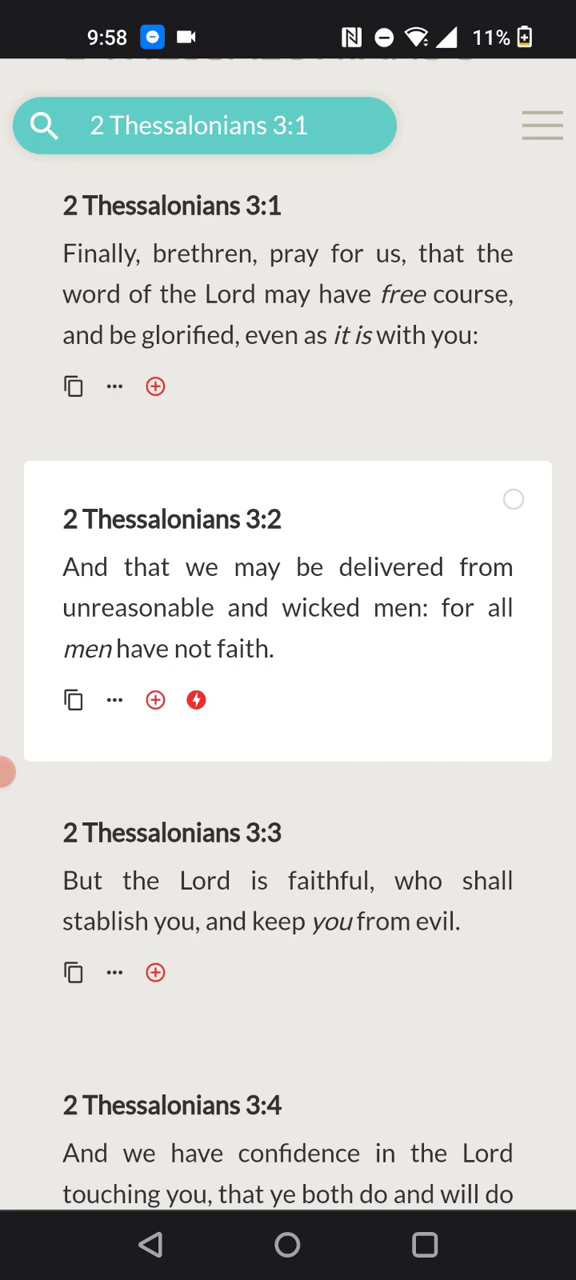 9:58
11%
2 Thessalonians 3:1
2 Thessalonians 3:1
Finally, brethren, pray for us, that the
word of the Lord may have free course,
and be glorified, even as it is with you:
2 Thessalonians 3:2
And that we may be delivered from
unreasonable and wicked men: for all
men have not faith.
2 Thessalonians 3:3
But the Lord is faithful, who shall
stablish you, and keep you from evil.
2 Thessalonians 3:4
And we have confidence in the Lord
touching you, that ye both do and will do